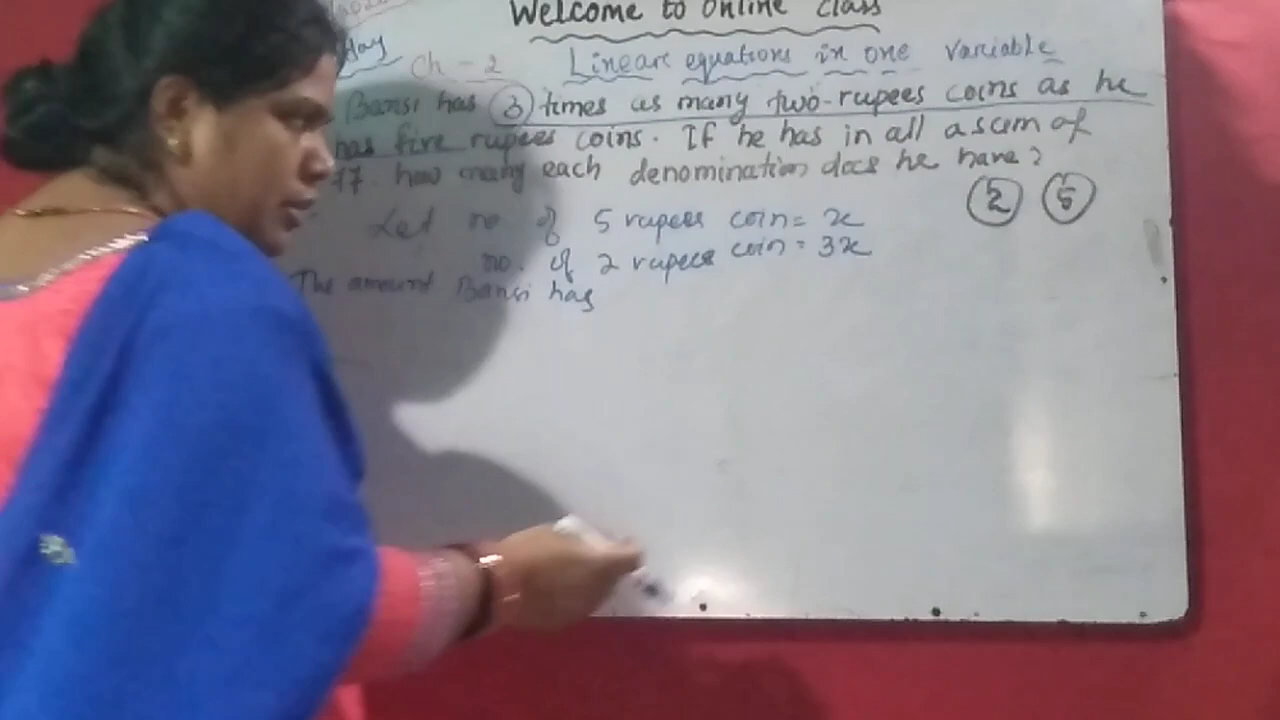 Welcome to online class
day
Ch - 2 Lineare equations in one variable
Bansi has 3 times as many two-rupees coins as he
has five rupees coins. If he has in all a sum of
77. how many each denomination does he have?
2 5
Let no of 5 rupees coin = x
no. of 2 rupees coin = 3x
The amount Bansi has